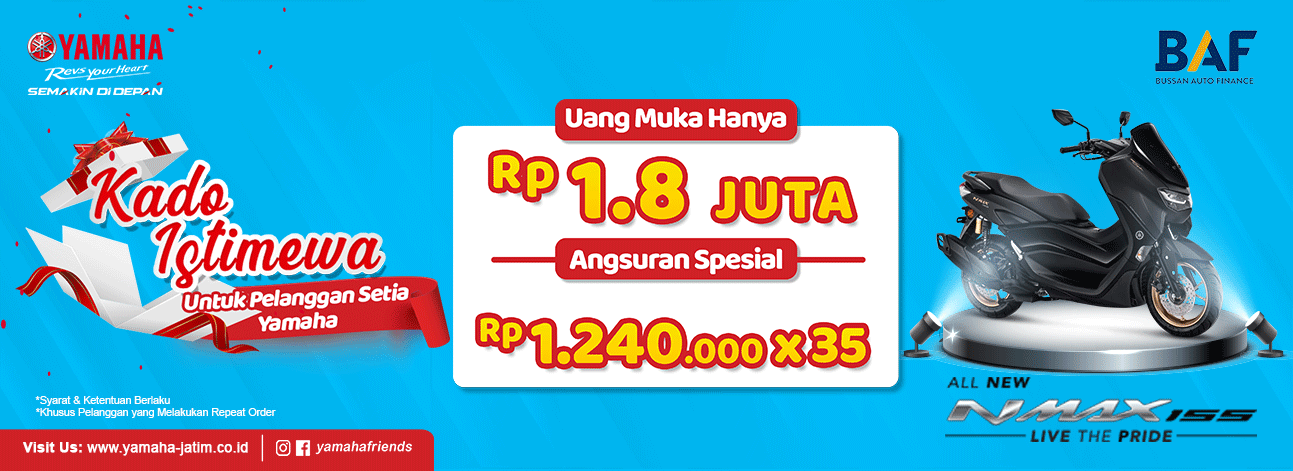 YAMAHA
Revs Your Heart
SEMAKIN DI DEPAN
BAF
BUSSAN AUTO FINANCE
Kado
Istimewa
Untuk Pelanggan Setia
Yamaha
Uang Muka Hanya
Rp 1.8 JUTA
Angsuran Spesial
Rp 1.240.000 x 35
*Syarat & Ketentuan Berlaku
*Khusus Pelanggan yang Melakukan Repeat Order
Visit Us: www.yamaha-jatim.co.id
yamahafriends
ALL NEW
NMAX 155
LIVE THE PRIDE